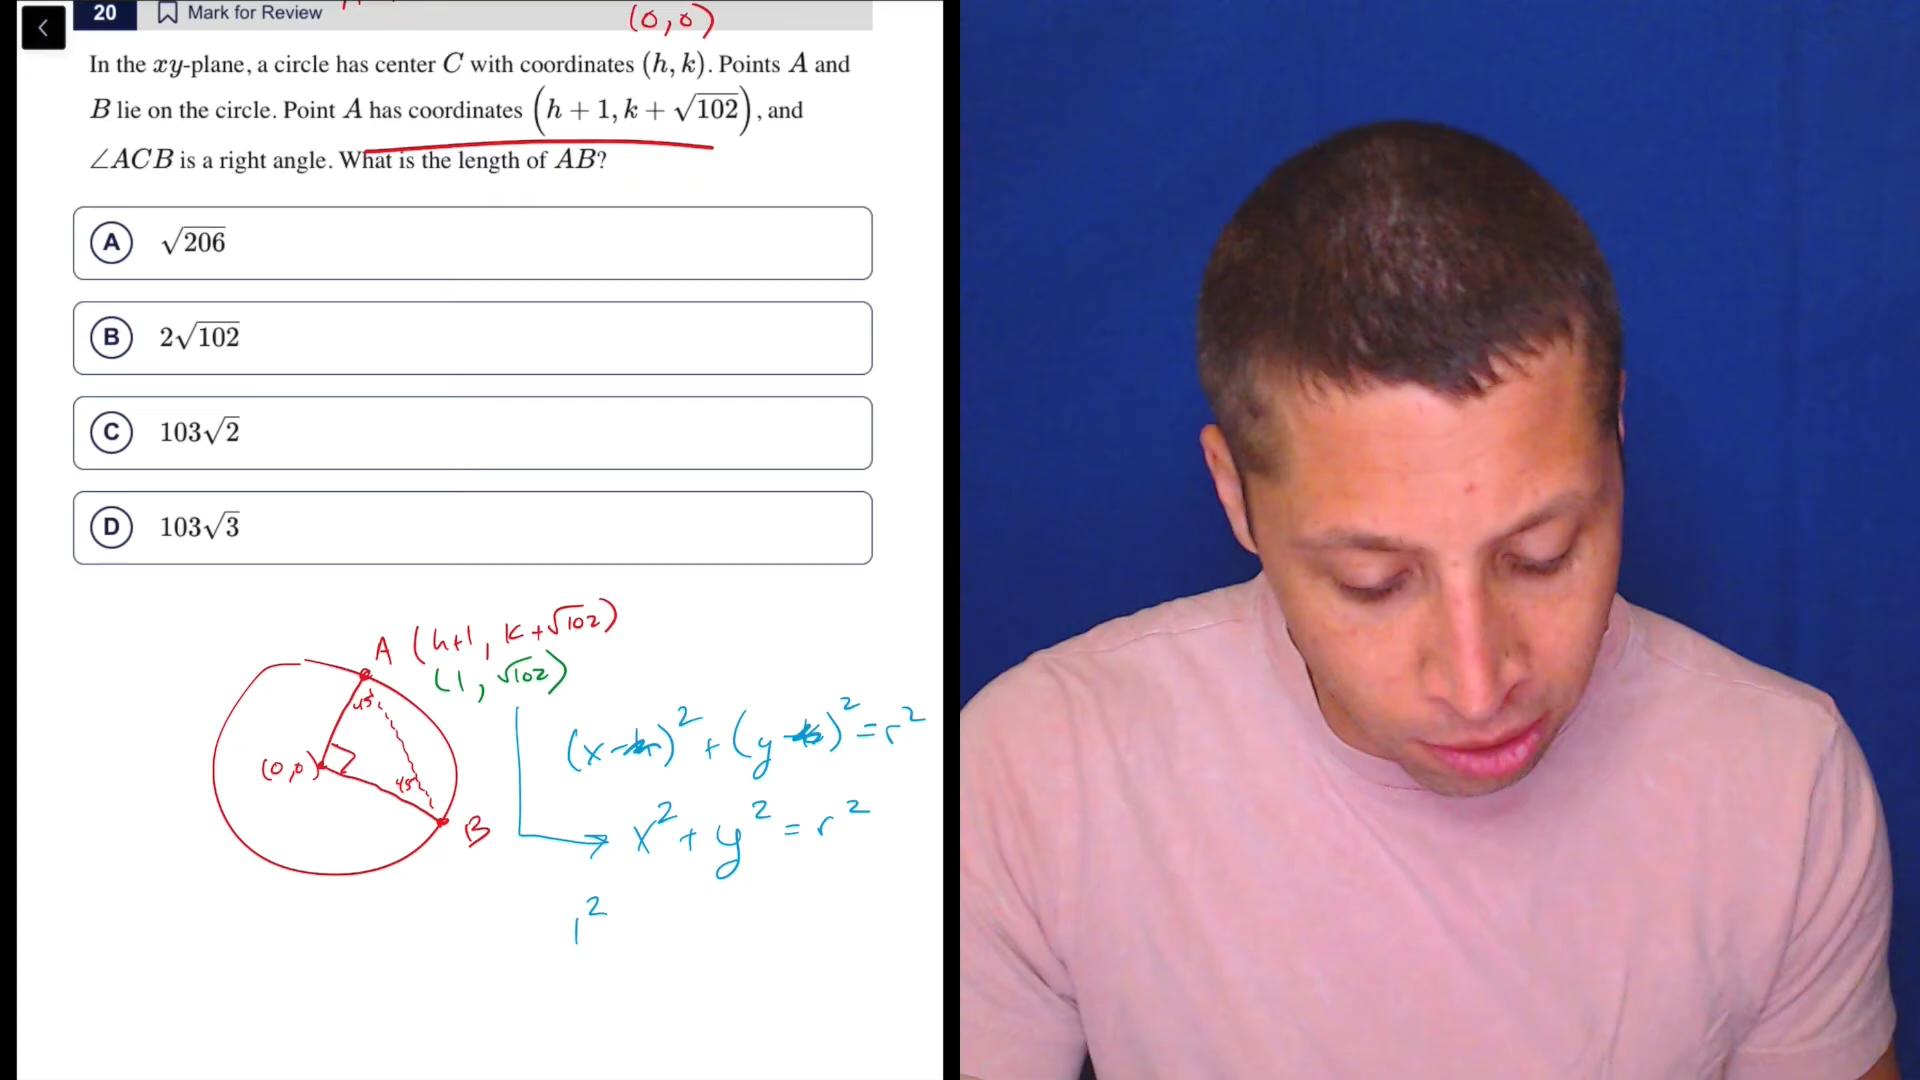 20 Mark for Review
(0,0)
In the xy-plane, a circle has center C with coordinates (h, k). Points A and
B lie on the circle. Point A has coordinates (h + 1, k + √102), and
∠ACB is a right angle. What is the length of AB?
A √206
B 2√102
C 103√2
D 103√3
A (h+1, k+√102)
(1, √102)
45°
(0,0)
45°
B
(x-h)² + (y-k)² = r²
x² + y² = r²
1²